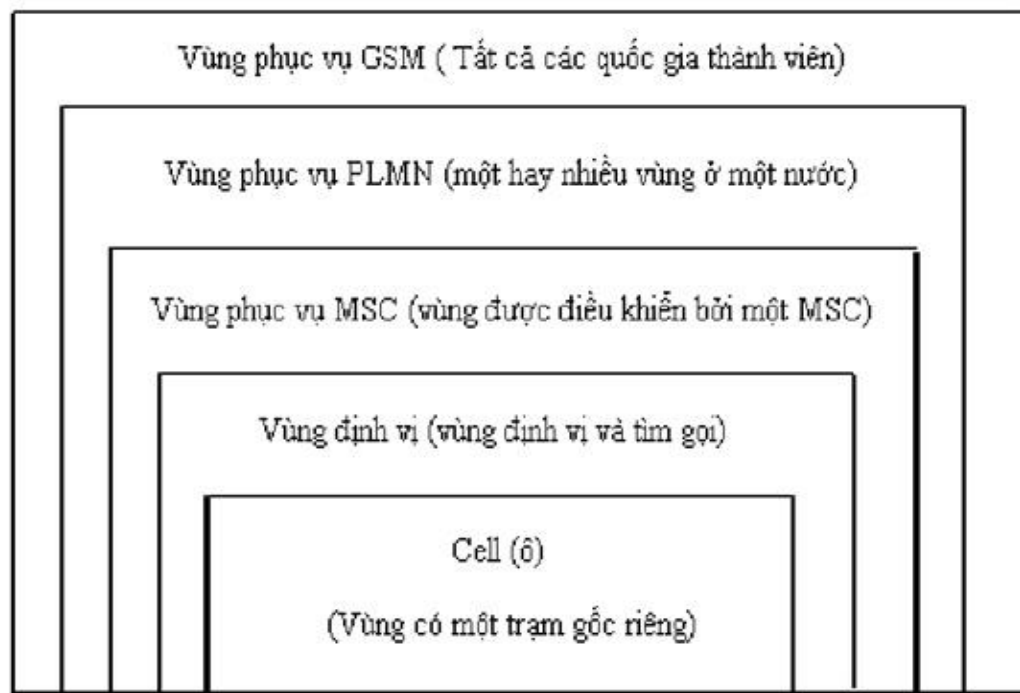 Vùng phục vụ GSM ( Tất cả các quốc gia thành viên)
Vùng phục vụ PLMN (một hay nhiều vùng ở một nước)
Vùng phục vụ MSC (vùng được điều khiển bởi một MSC)
Vùng định vị (vùng định vị và tìm gọi)
Cell (ô)
(Vùng có một trạm gốc riêng)